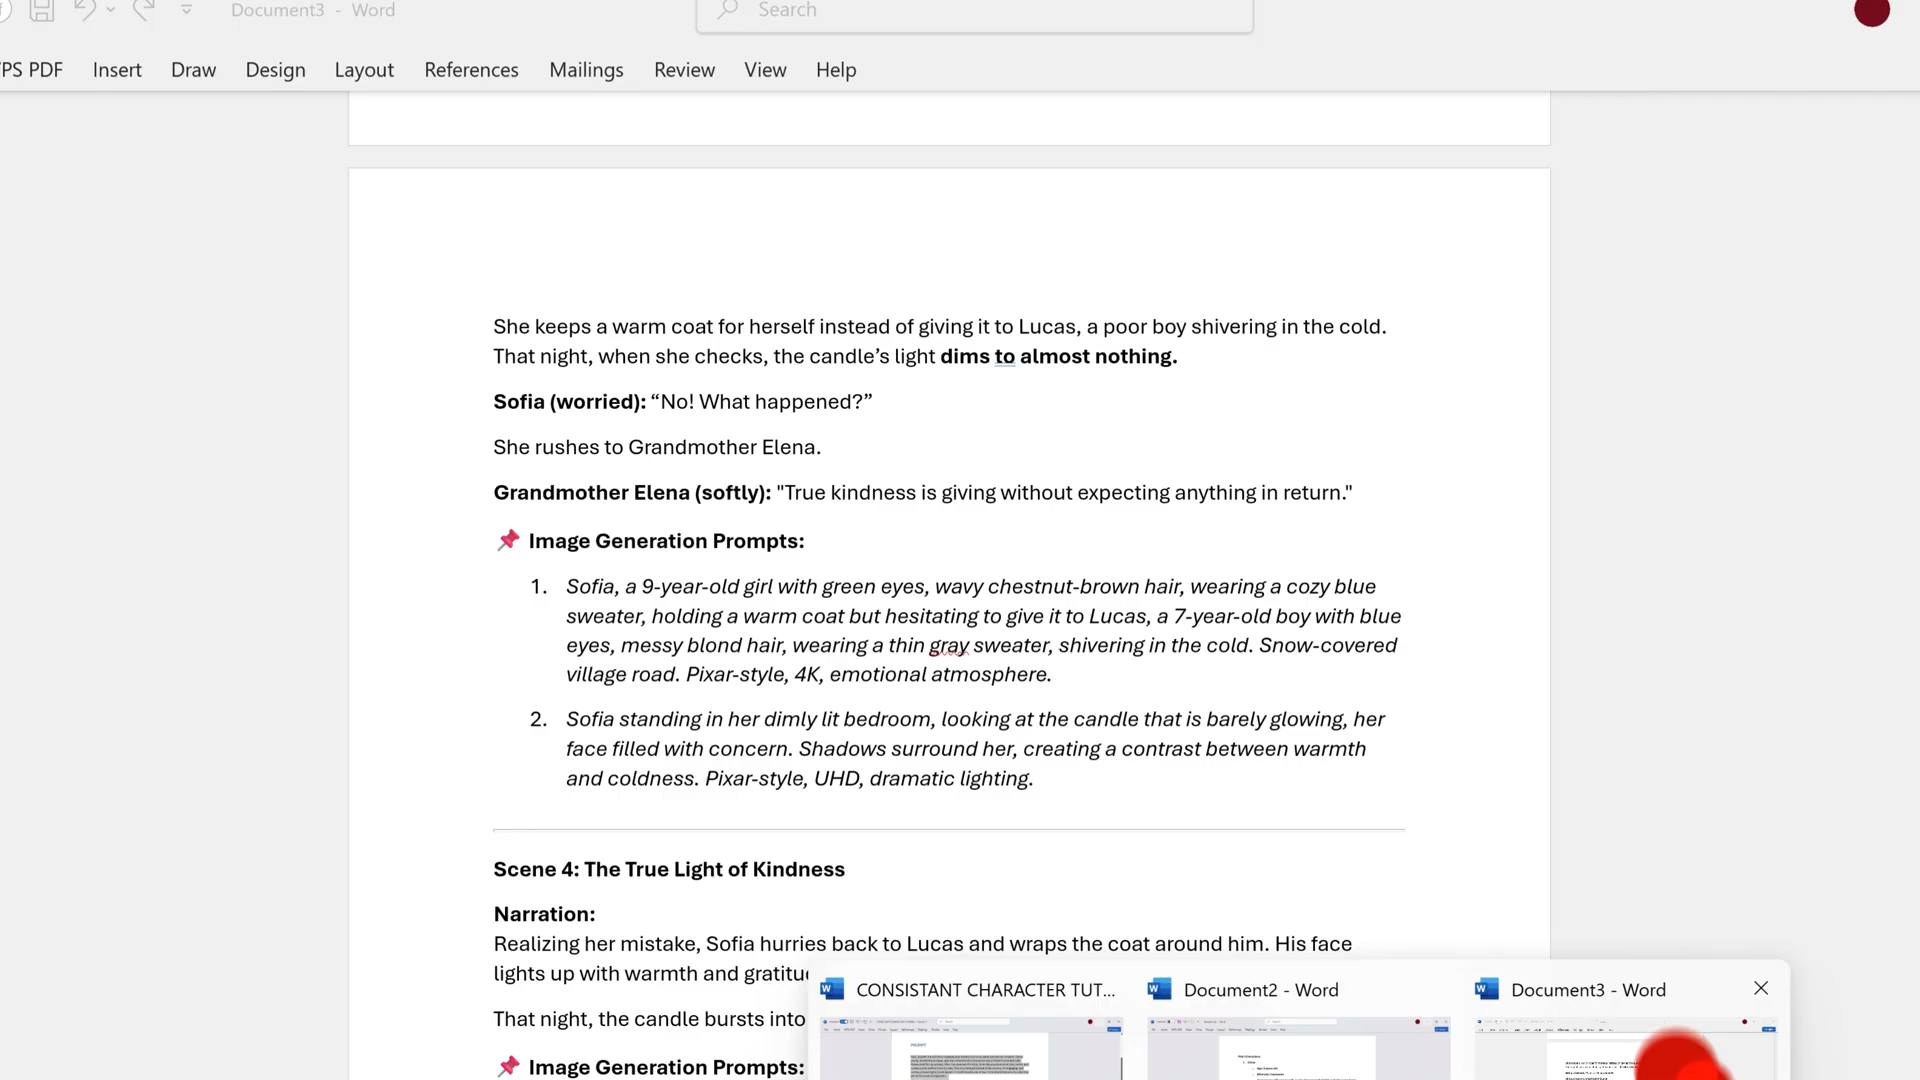 Document3 - Word
Search
PS PDF Insert Draw Design Layout References Mailings Review View Help
She keeps a warm coat for herself instead of giving it to Lucas, a poor boy shivering in the cold.
That night, when she checks, the candle’s light dims to almost nothing.
Sofia (worried): “No! What happened?”
She rushes to Grandmother Elena.
Grandmother Elena (softly): "True kindness is giving without expecting anything in return."
📌 Image Generation Prompts:
1. Sofia, a 9-year-old girl with green eyes, wavy chestnut-brown hair, wearing a cozy blue
sweater, holding a warm coat but hesitating to give it to Lucas, a 7-year-old boy with blue
eyes, messy blond hair, wearing a thin gray sweater, shivering in the cold. Snow-covered
village road. Pixar-style, 4K, emotional atmosphere.
2. Sofia standing in her dimly lit bedroom, looking at the candle that is barely glowing, her
face filled with concern. Shadows surround her, creating a contrast between warmth
and coldness. Pixar-style, UHD, dramatic lighting.
Scene 4: The True Light of Kindness
Narration:
Realizing her mistake, Sofia hurries back to Lucas and wraps the coat around him. His face
lights up with warmth and gratitu
That night, the candle bursts into
📌 Image Generation Prompts:
CONSISTANT CHARACTER TUT...
Document2 - Word
Document3 - Word